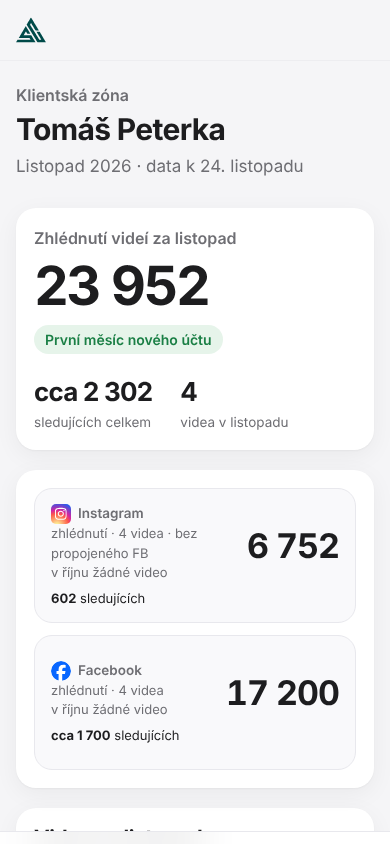 Klientská zóna
Tomáš Peterka
Listopad 2026 · data k 24. listopadu
Zhlédnutí videí za listopad
23 952
První měsíc nového účtu
cca 2 302
sledujících celkem
4
videa v listopadu
Instagram
zhlédnutí · 4 videa · bez
propojeného FB
v říjnu žádné video
602 sledujících
6 752
Facebook
zhlédnutí · 4 videa
v říjnu žádné video
cca 1 700 sledujících
17 200